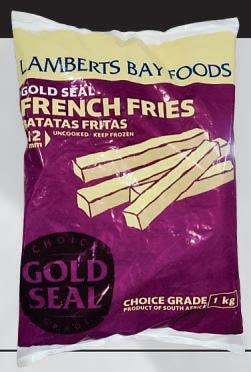 LAMBERTS BAY FOODS
GOLD SEAL
FRENCH FRIES
BATATAS FRITAS
12 mm
UNCOOKED KEEP FROZEN
CHOICE
GOLD
SEAL
GRADE
CHOICE GRADE 1 kg
PRODUCT OF SOUTH AFRICA